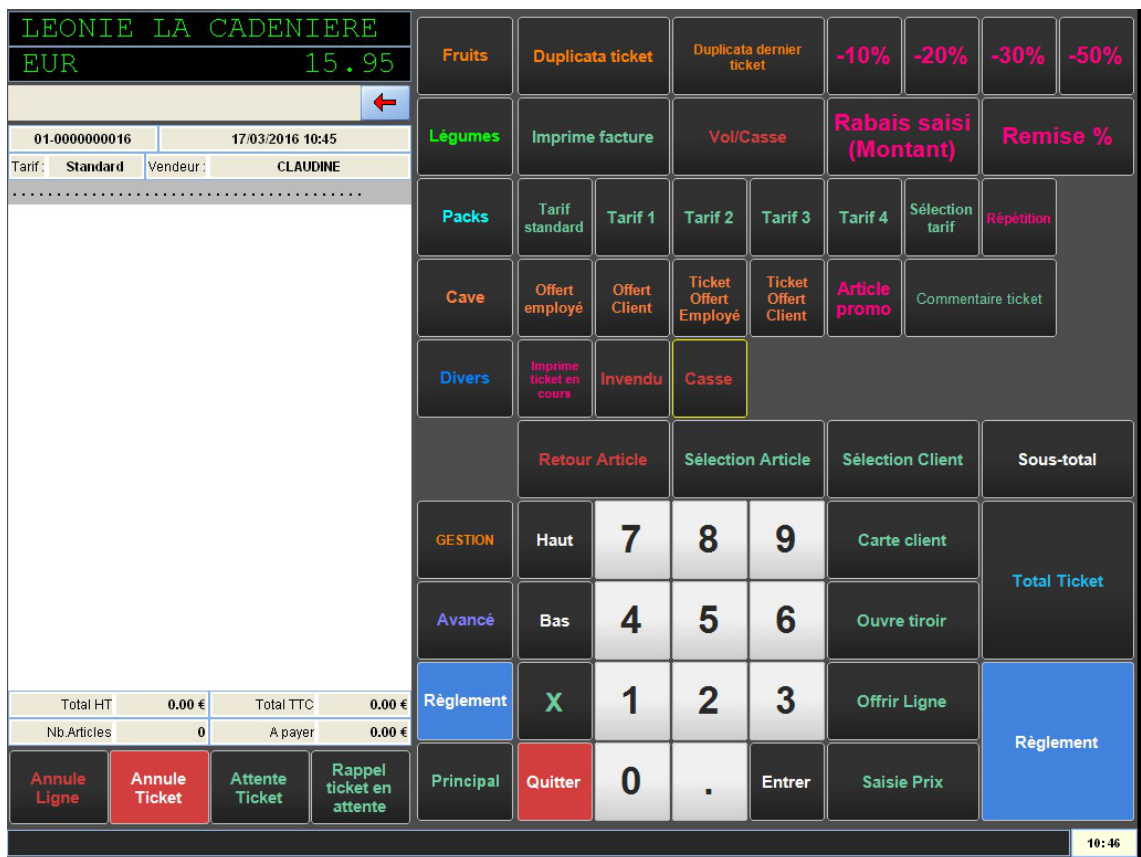 LEONIE LA CADENIERE
EUR 15.95
01-0000000016 17/03/2016 10:45
Tarif : Standard Vendeur : CLAUDINE
.......................................
Total HT 0.00 € Total TTC 0.00 €
Nb.Articles 0 A payer 0.00 €
Annule
Ligne
Annule
Ticket
Attente
Ticket
Rappel
ticket en
attente
Fruits
Duplicata ticket
Duplicata dernier
ticket
-10%
-20%
-30%
-50%
Légumes
Imprime facture
Vol/Casse
Rabais saisi
(Montant)
Remise %
Packs
Tarif
standard
Tarif 1
Tarif 2
Tarif 3
Tarif 4
Sélection
tarif
Répétition
Cave
Offert
employé
Offert
Client
Ticket
Offert
Employé
Ticket
Offert
Client
Article
promo
Commentaire ticket
Divers
Imprime
ticket en
cours
Invendu
Casse
Retour Article
Sélection Article
Sélection Client
Sous-total
GESTION
Haut
7
8
9
Carte client
Total Ticket
Avancé
Bas
4
5
6
Ouvre tiroir
Règlement
X
1
2
3
Offrir Ligne
Règlement
Principal
Quitter
0
.
Entrer
Saisie Prix
10:46